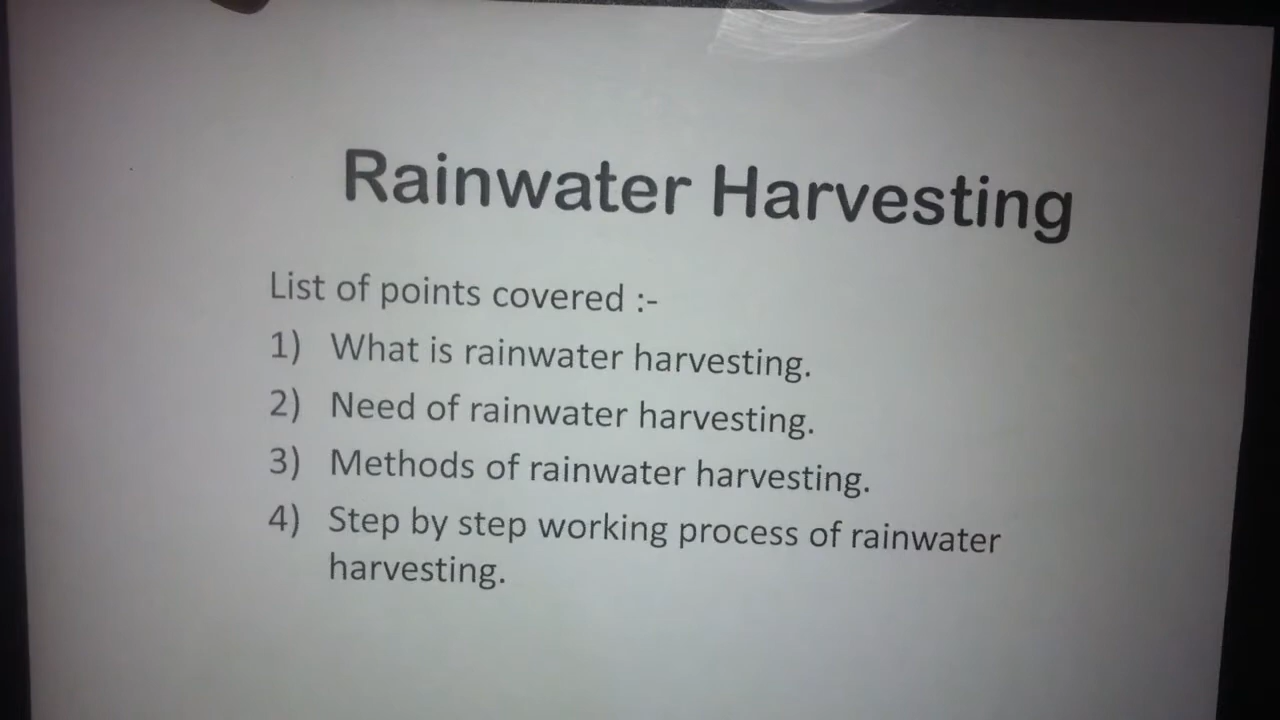 Rainwater Harvesting
List of points covered :-
1) What is rainwater harvesting.
2) Need of rainwater harvesting.
3) Methods of rainwater harvesting.
4) Step by step working process of rainwater
harvesting.